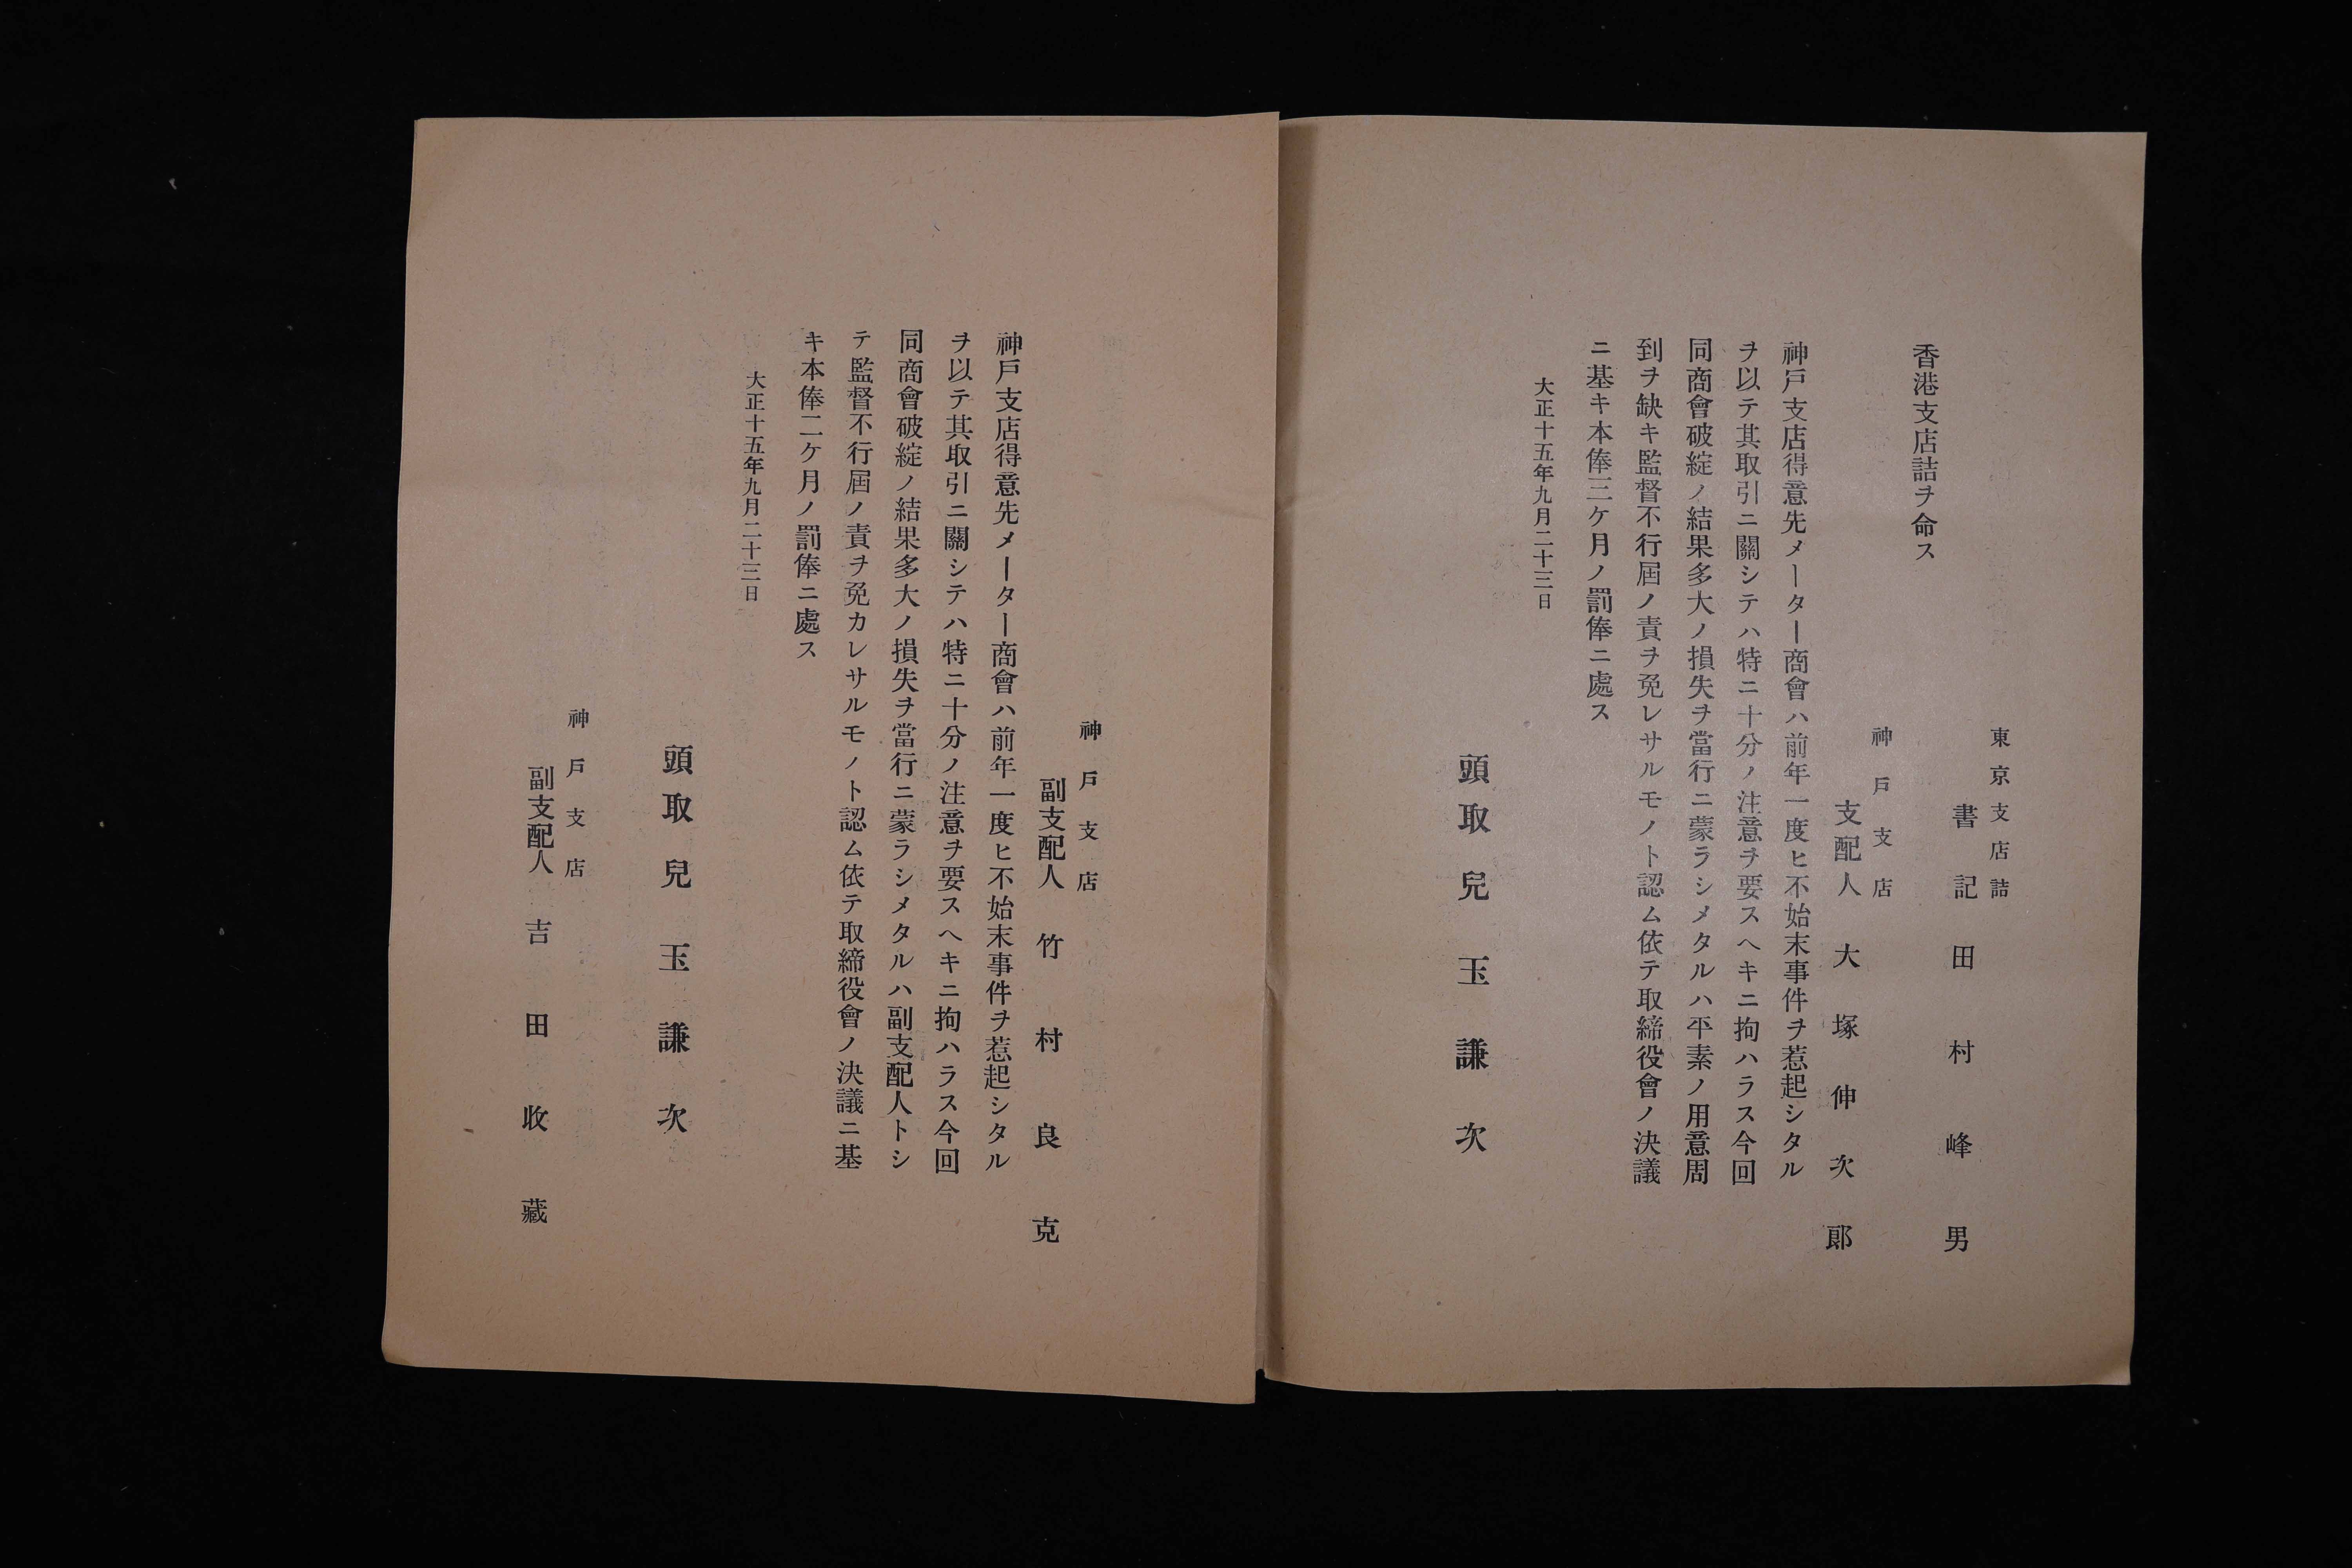 東京支店詰
書記 田村峰男
香港支店詰ヲ命ス
神戸支店
支配人 大塚伸次郎
神戸支店得意先メーター商會ハ前年一度ヒ不始末事件ヲ惹起シタル
ヲ以テ其取引ニ關シテハ特ニ十分ノ注意ヲ要スヘキニ拘ハラス今回
同商會破綻ノ結果多大ノ損失ヲ當行ニ蒙ラシメタルハ平素ノ用意周
到ヲ缺キ監督不行屆ノ責ヲ免レサルモノト認ム依テ取締役會ノ決議
ニ基キ本俸三ケ月ノ罰俸ニ處ス
大正十五年九月二十三日
頭取 兒玉謙次
神戸支店
副支配人 竹村良克
神戸支店得意先メーター商會ハ前年一度ヒ不始末事件ヲ惹起シタル
ヲ以テ其取引ニ關シテハ特ニ十分ノ注意ヲ要スヘキニ拘ハラス今回
同商會破綻ノ結果多大ノ損失ヲ當行ニ蒙ラシメタルハ副支配人トシ
テ監督不行屆ノ責ヲ免カレサルモノト認ム依テ取締役會ノ決議ニ基
キ本俸二ケ月ノ罰俸ニ處ス
大正十五年九月二十三日
頭取 兒玉謙次
神戸支店
副支配人 吉田收藏